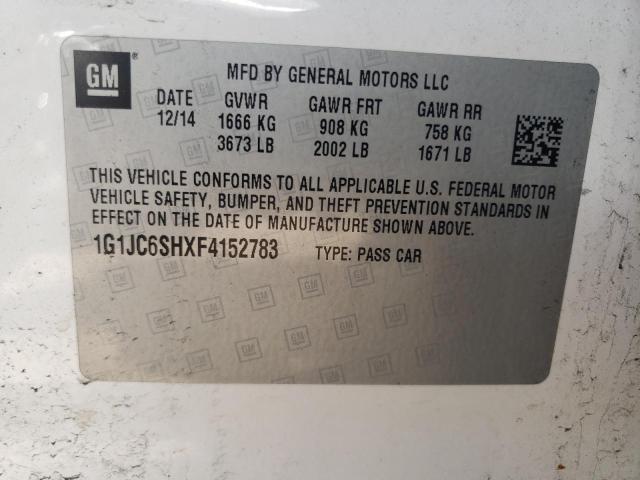 GM
MFD BY GENERAL MOTORS LLC
DATE GVWR GAWR FRT GAWR RR
12/14 1666 KG 908 KG 758 KG
3673 LB 2002 LB 1671 LB
THIS VEHICLE CONFORMS TO ALL APPLICABLE U.S. FEDERAL MOTOR
VEHICLE SAFETY, BUMPER, AND THEFT PREVENTION STANDARDS IN
EFFECT ON THE DATE OF MANUFACTURE SHOWN ABOVE.
1G1JC6SHXF4152783 TYPE: PASS CAR